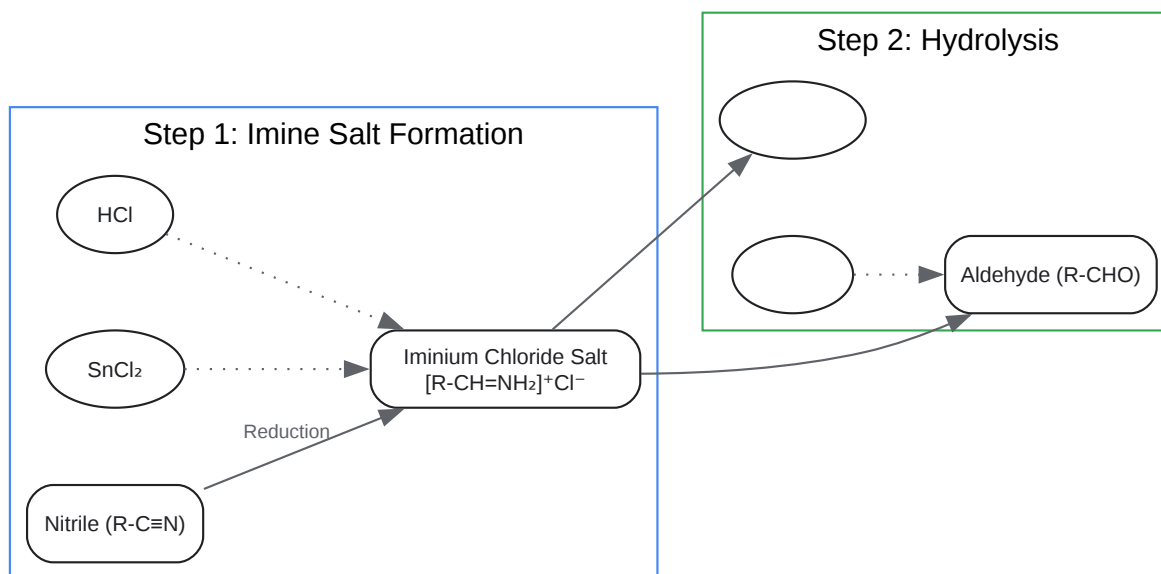 Step 1: Imine Salt Formation
HCl
SnCl₂
Nitrile (R-C≡N)
Reduction
Iminium Chloride Salt
[R-CH=NH₂]⁺Cl⁻
Step 2: Hydrolysis
Aldehyde (R-CHO)